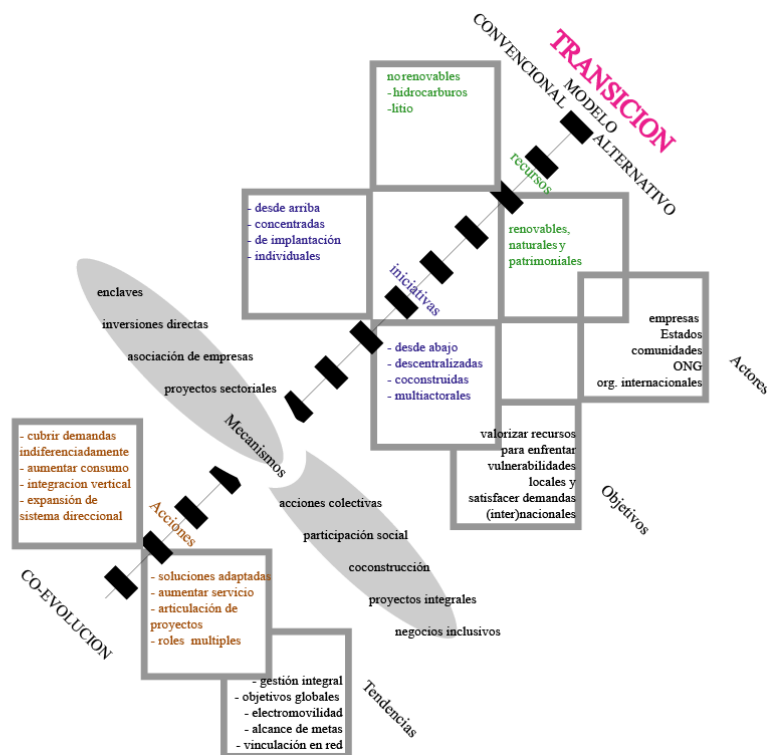 TRANSICION
CONVENCIONAL
MODELO
ALTERNATIVO
no renovables
- hidrocarburos
-litio
recursos
renovables,
naturales y
patrimoniales
- desde arriba
- concentradas
- de implantación
- individuales
iniciativas
- desde abajo
- descentralizadas
- coconstruidas
- multiactorales
empresas
Estados
comunidades
ONG
org. internacionales
Actores
valorizar recursos
para enfrentar
vulnerabilidades
locales y
satisfacer demandas
(inter)nacionales
Objetivos
enclaves
inversiones directas
asociación de empresas
proyectos sectoriales
Mecanismos
acciones colectivas
participación social
coconstrucción
proyectos integrales
negocios inclusivos
- cubrir demandas
indiferenciadamente
- aumentar consumo
- integracion vertical
- expansión de
sistema direccional
Acciones
- soluciones adaptadas
- aumentar servicio
- articulación de
proyectos
- roles multiples
CO-EVOLUCION
- gestión integral
- objetivos globales
- electromovilidad
- alcance de metas
- vinculación en red
Tendencias